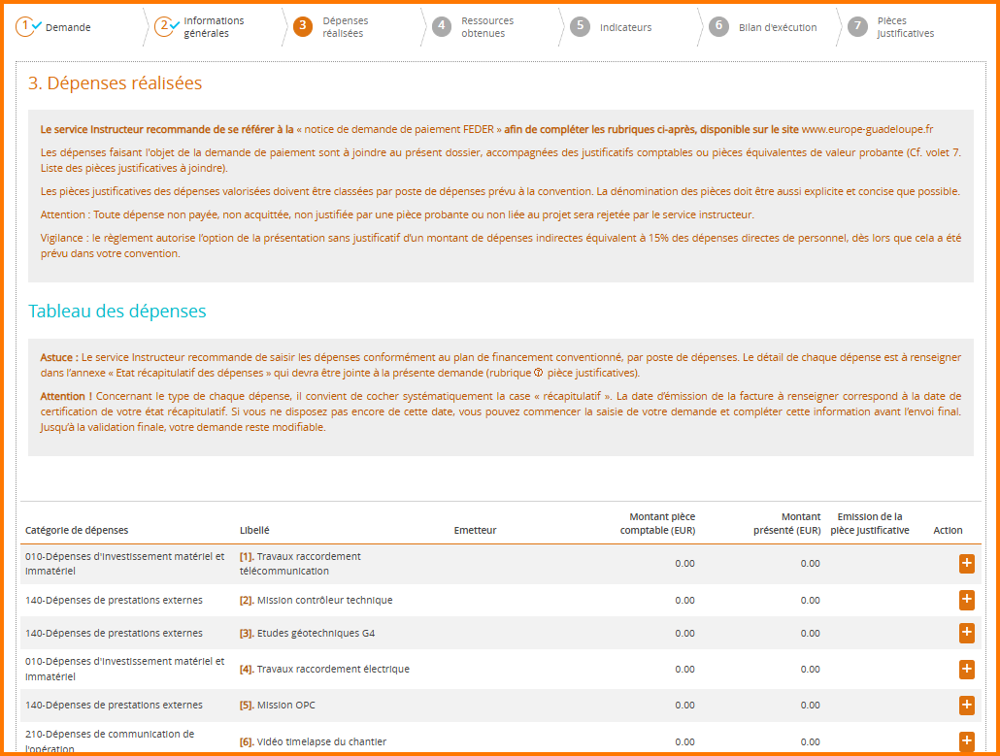 1 Demande
2 Informations générales
3 Dépenses réalisées
4 Ressources obtenues
5 Indicateurs
6 Bilan d'exécution
7 Pièces justificatives
3. Dépenses réalisées
Le service Instructeur recommande de se référer à la « notice de demande de paiement FEDER » afin de compléter les rubriques ci-après, disponible sur le site www.europe-guadeloupe.fr
Les dépenses faisant l'objet de la demande de paiement sont à joindre au présent dossier, accompagnées des justificatifs comptables ou pièces équivalentes de valeur probante (Cf. volet 7.
Liste des pièces justificatives à joindre).
Les pièces justificatives des dépenses valorisées doivent être classées par poste de dépenses prévu à la convention. La dénomination des pièces doit être aussi explicite et concise que possible.
Attention : Toute dépense non payée, non acquittée, non justifiée par une pièce probante ou non liée au projet sera rejetée par le service instructeur.
Vigilance : le règlement autorise l'option de la présentation sans justificatif d'un montant de dépenses indirectes équivalent à 15% des dépenses directes de personnel, dès lors que cela a été
prévu dans votre convention.
Tableau des dépenses
Astuce : Le service Instructeur recommande de saisir les dépenses conformément au plan de financement conventionné, par poste de dépenses. Le détail de chaque dépense est à renseigner
dans l'annexe « Etat récapitulatif des dépenses » qui devra être jointe à la présente demande (rubrique ⑦ pièce justificatives).
Attention ! Concernant le type de chaque dépense, il convient de cocher systématiquement la case « récapitulatif ». La date d'émission de la facture à renseigner correspond à la date de
certification de votre état récapitulatif. Si vous ne disposez pas encore de cette date, vous pouvez commencer la saisie de votre demande et compléter cette information avant l'envoi final.
Jusqu'à la validation finale, votre demande reste modifiable.
Catégorie de dépenses Libellé Emetteur Montant pièce comptable (EUR) Montant présenté (EUR) Emission de la pièce justificative Action
010-Dépenses d'investissement matériel et immatériel [1]. Travaux raccordement télécommunication 0.00 0.00 +
140-Dépenses de prestations externes [2]. Mission contrôleur technique 0.00 0.00 +
140-Dépenses de prestations externes [3]. Etudes géotechniques G4 0.00 0.00 +
010-Dépenses d'investissement matériel et immatériel [4]. Travaux raccordement électrique 0.00 0.00 +
140-Dépenses de prestations externes [5]. Mission OPC 0.00 0.00 +
210-Dépenses de communication de l'opération [6]. Vidéo timelapse du chantier 0.00 0.00 +